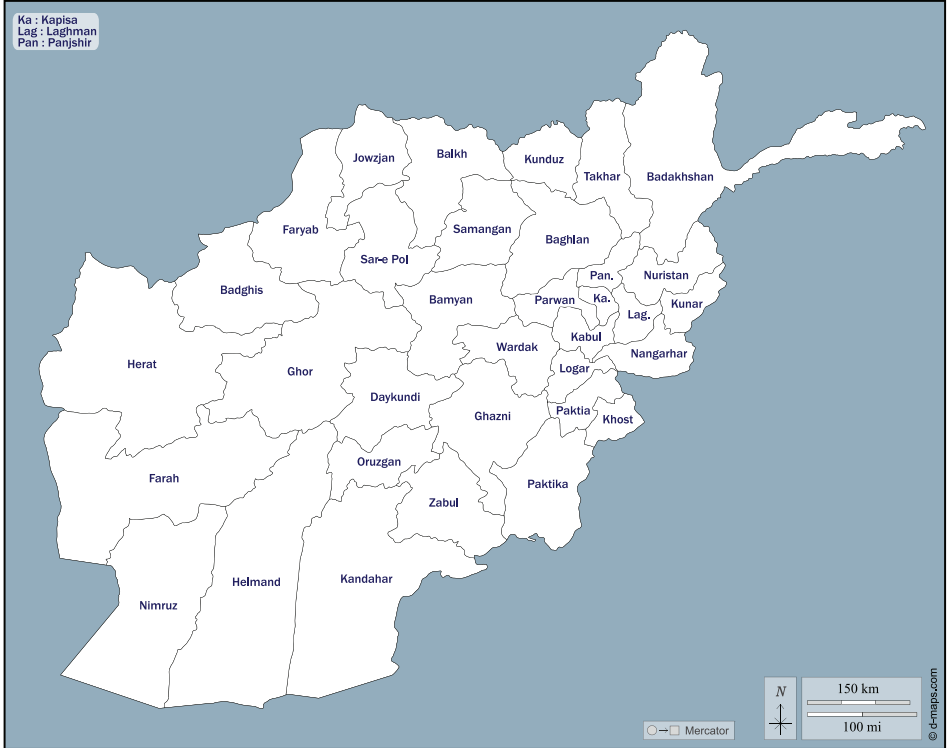 Ka : Kapisa
Lag : Laghman
Pan : Panjshir
Jowzjan
Balkh
Kunduz
Takhar
Badakhshan
Faryab
Samangan
Baghlan
Sar-e Pol
Badghis
Bamyan
Pan.
Nuristan
Parwan
Ka.
Kunar
Lag.
Kabul
Wardak
Nangarhar
Herat
Ghor
Logar
Daykundi
Ghazni
Paktia
Khost
Oruzgan
Farah
Paktika
Zabul
Kandahar
Helmand
Nimruz
N
150 km
100 mi
Mercator
© d-maps.com